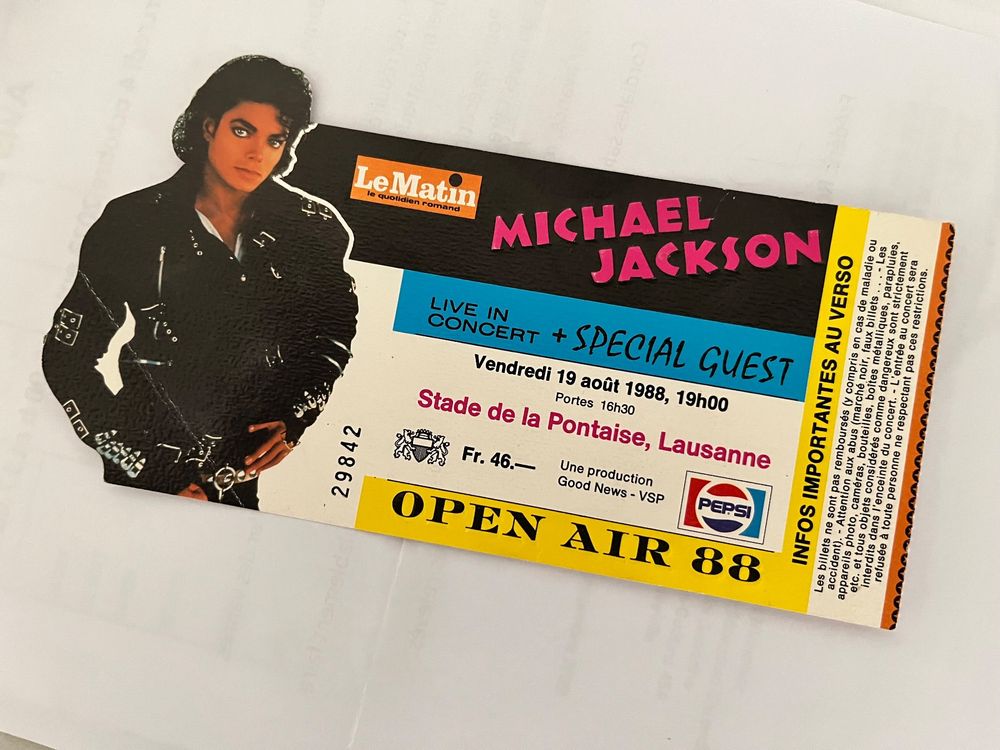 Le Matin
le quotidien romand
MICHAEL
JACKSON
LIVE IN
CONCERT + SPECIAL GUEST
Vendredi 19 août 1988, 19h00
Portes 16h30
Stade de la Pontaise, Lausanne
Fr. 46.—
Une production
Good News - VSP
PEPSI
OPEN AIR 88
29842
INFOS IMPORTANTES AU VERSO
Les billets ne sont pas remboursés (y compris en cas de maladie ou
accident). - Attention aux abus (marché noir, faux billets . . . - Les
appareils photo, caméras, bouteilles, boîtes métalliques, parapluies,
etc. et tous objets considérés comme dangereux sont strictement
interdits dans l'enceinte du concert. - L'entrée au concert sera
refusée à toute personne ne respectant pas ces restrictions.